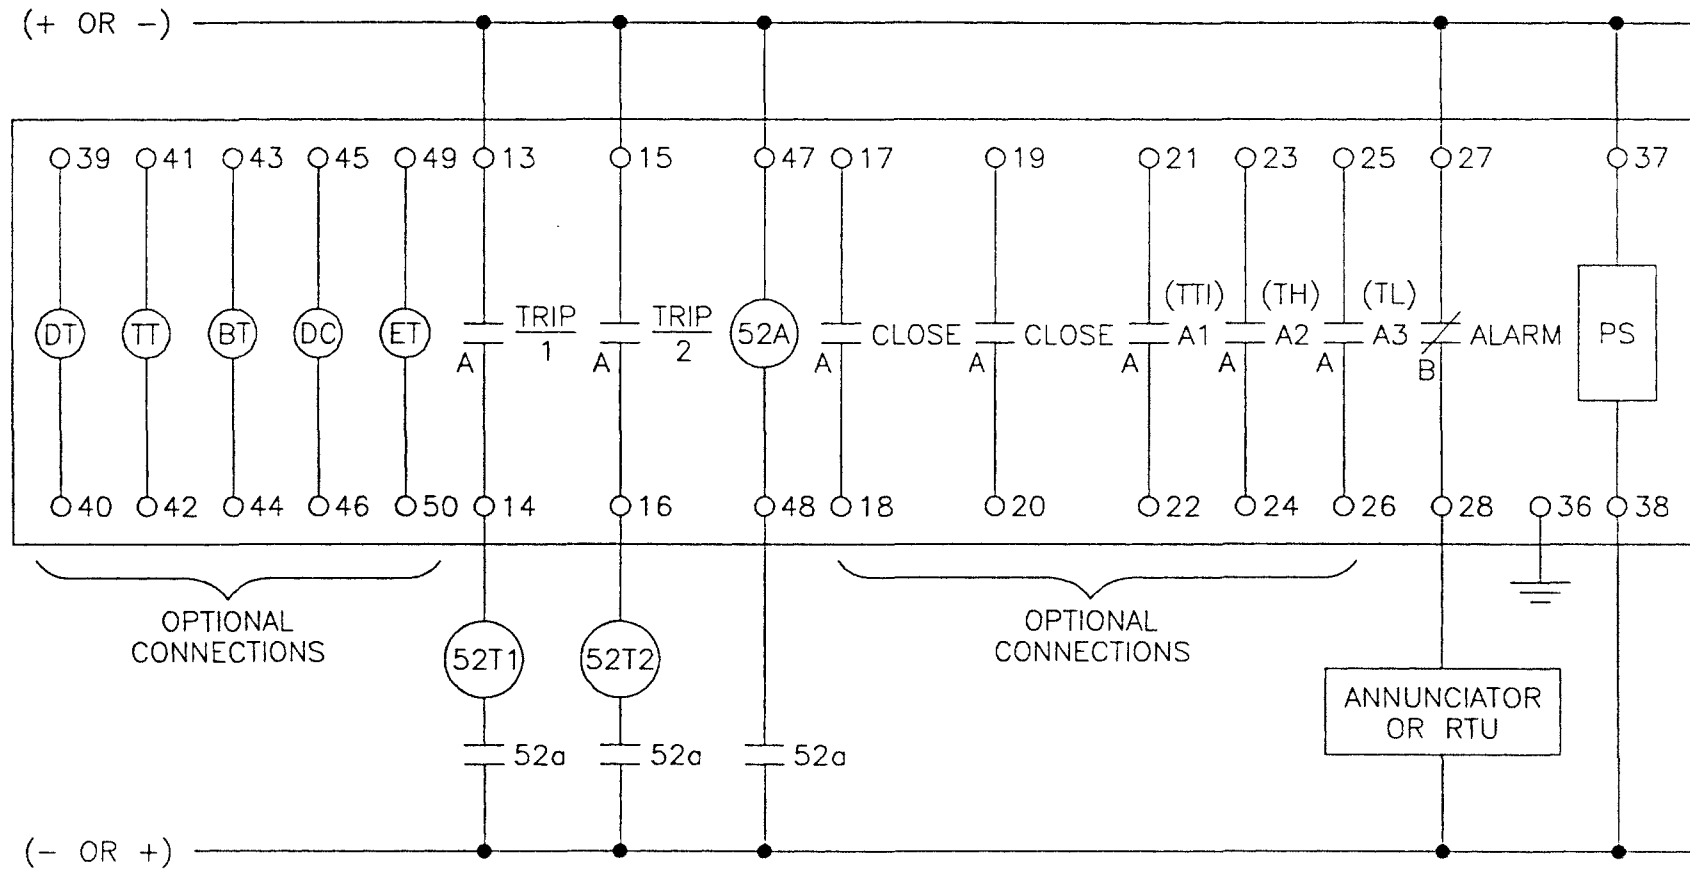 (+ OR -)
39 41 43 45 49 13 15 47 17 19 21 23 25 27 37
(TTI) (TH) (TL)
DT TT BT DC ET TRIP 1 TRIP 2 52A CLOSE CLOSE A1 A2 A3 ALARM PS
A A A A A A A B
40 42 44 46 50 14 16 48 18 20 22 24 26 28 36 38
OPTIONAL CONNECTIONS
OPTIONAL CONNECTIONS
52T1 52T2
ANNUNCIATOR OR RTU
52a 52a 52a
(- OR +)